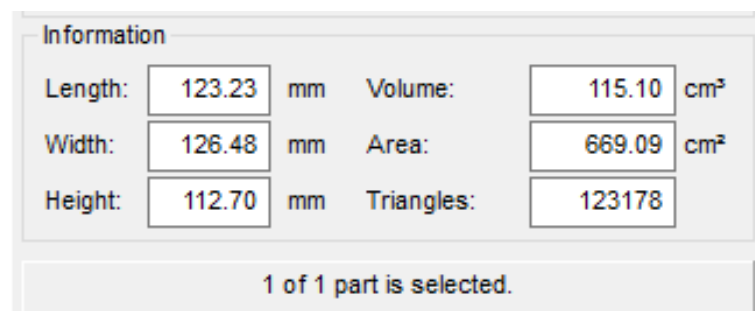 Information
Length: 123.23 mm Volume: 115.10 cm³
Width: 126.48 mm Area: 669.09 cm²
Height: 112.70 mm Triangles: 123178
1 of 1 part is selected.